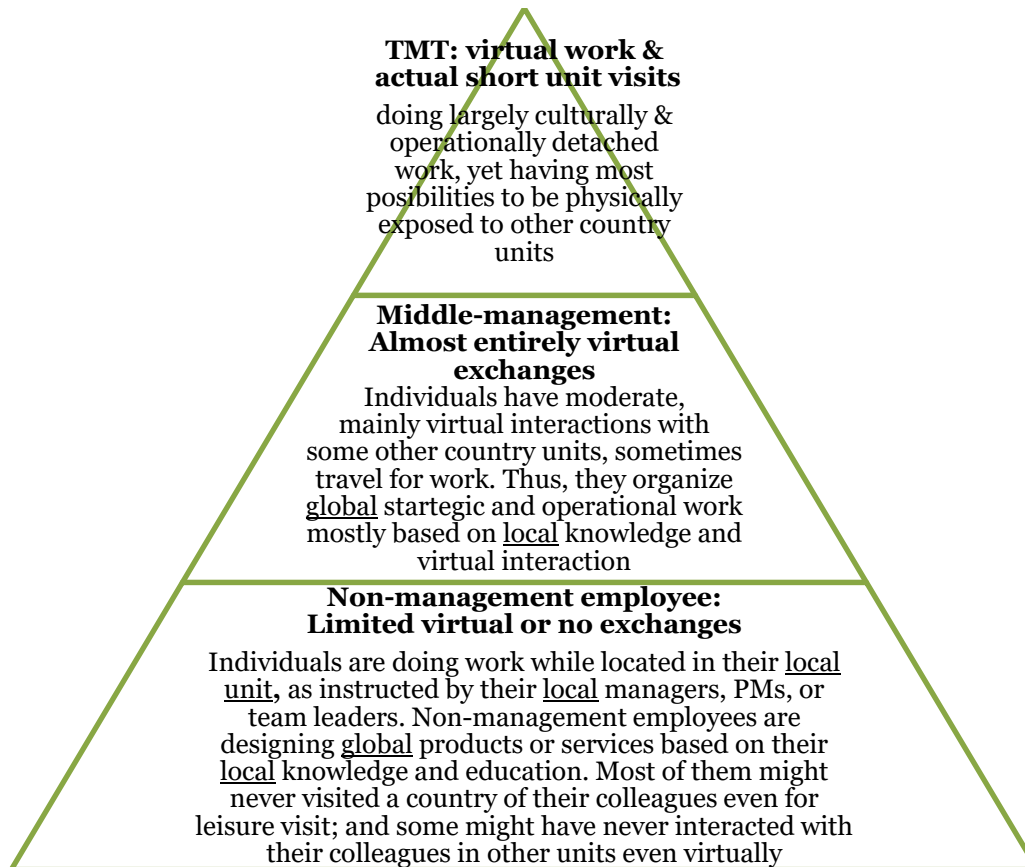 TMT: virtual work &
actual short unit visits
doing largely culturally &
operationally detached
work, yet having most
posibilities to be physically
exposed to other country
units
Middle-management:
Almost entirely virtual
exchanges
Individuals have moderate,
mainly virtual interactions with
some other country units, sometimes
travel for work. Thus, they organize
global startegic and operational work
mostly based on local knowledge and
virtual interaction
Non-management employee:
Limited virtual or no exchanges
Individuals are doing work while located in their local
unit, as instructed by their local managers, PMs, or
team leaders. Non-management employees are
designing global products or services based on their
local knowledge and education. Most of them might
never visited a country of their colleagues even for
leisure visit; and some might have never interacted with
their colleagues in other units even virtually